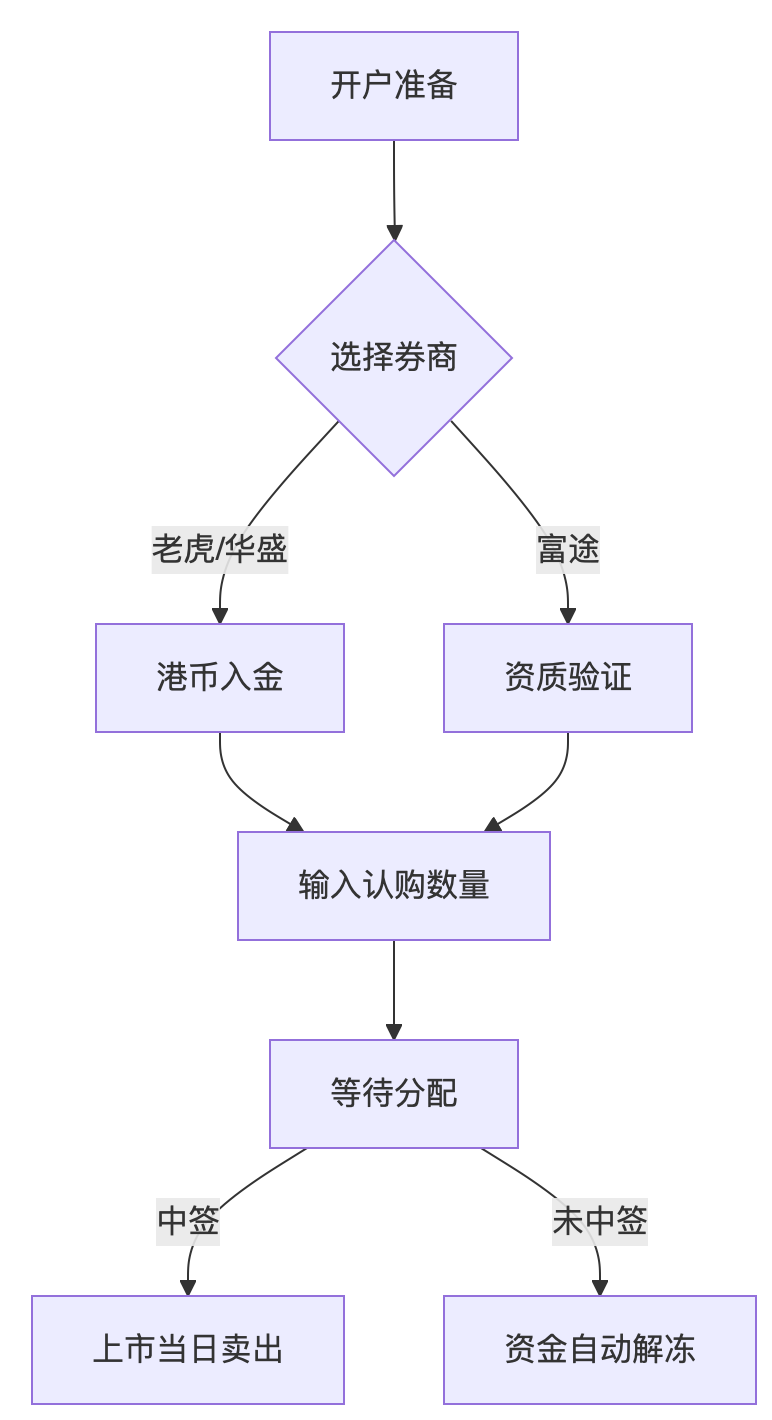 开户准备
选择券商
老虎/华盛
富途
港币入金
资质验证
输入认购数量
等待分配
中签
未中签
上市当日卖出
资金自动解冻